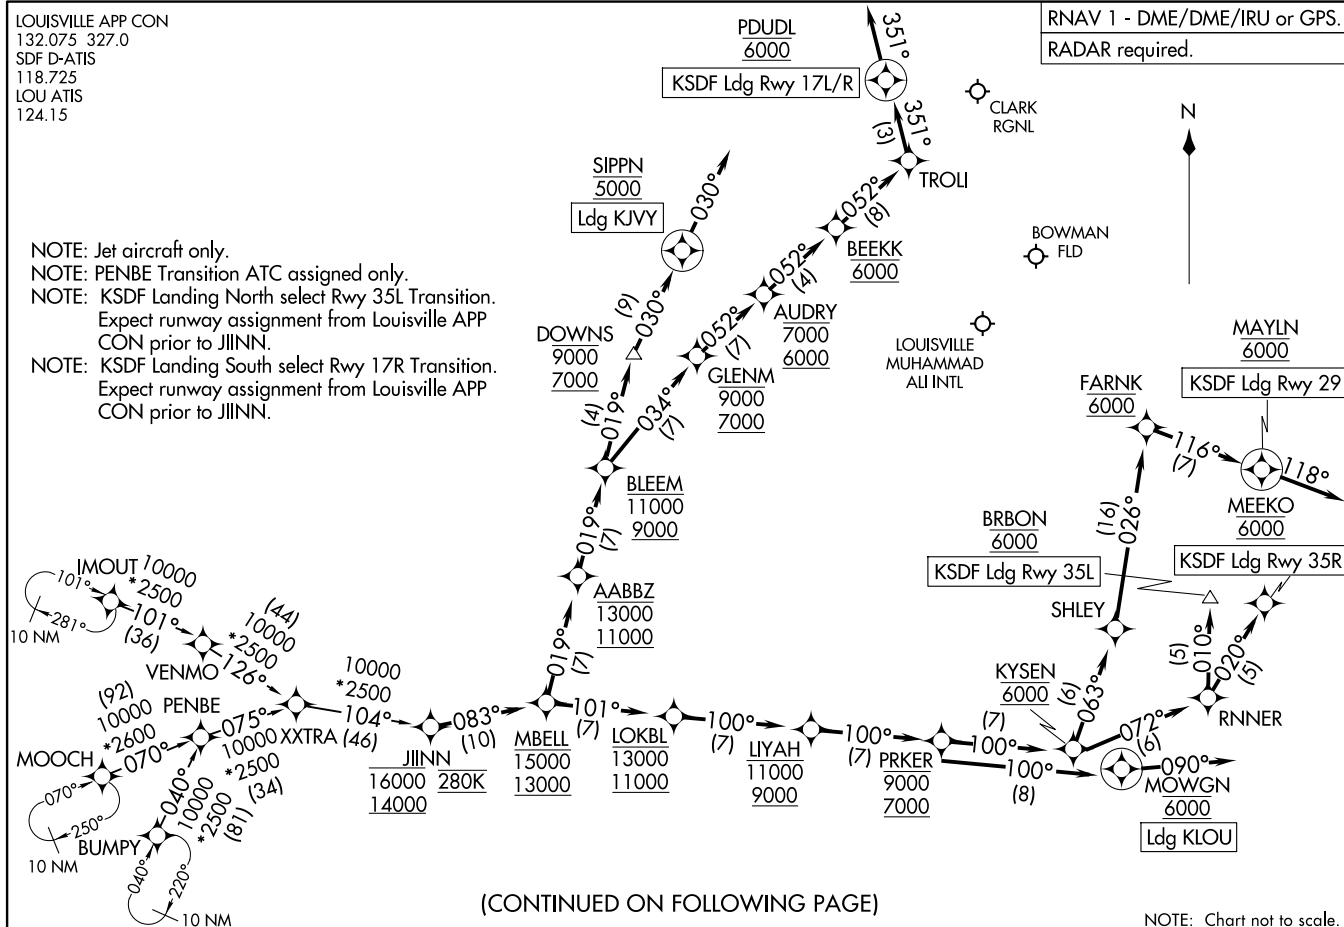 LOUISVILLE APP CON
132.075 327.0
SDF D-ATIS
118.725
LOU ATIS
124.15
RNAV 1 - DME/DME/IRU or GPS.
RADAR required.
NOTE: Jet aircraft only.
NOTE: PENBE Transition ATC assigned only.
NOTE: KSDF Landing North select Rwy 35L Transition.
Expect runway assignment from Louisville APP
CON prior to JIINN.
NOTE: KSDF Landing South select Rwy 17R Transition.
Expect runway assignment from Louisville APP
CON prior to JIINN.
PDUDL
6000
KSDF Ldg Rwy 17L/R
351°
351°
(3)
TROLI
CLARK
RGNL
N
SIPPN
5000
Ldg KJVY
030°
052°
(8)
BEEKK
6000
BOWMAN
FLD
052°
(4)
AUDRY
7000
6000
LOUISVILLE
MUHAMMAD
ALI INTL
(9)
030°
DOWNS
9000
7000
052°
(7)
GLENM
9000
7000
(4)
019°
034°
(7)
BLEEM
11000
9000
019°
(7)
AABBZ
13000
11000
019°
(7)
MAYLN
6000
KSDF Ldg Rwy 29
FARNK
6000
116°
(7)
118°
MEEKO
6000
KSDF Ldg Rwy 35R
BRBON
6000
KSDF Ldg Rwy 35L
(16)
026°
SHLEY
(5)
010°
020°
(5)
RNNER
KYSEN
6000
(6)
063°
072°
(6)
IMOUT
10000
*2500
101°
281°
10 NM
101°
(36)
VENMO
(44)
10000
*2500
126°
XXTRA
10000
*2500
104°
(46)
JIINN
16000
14000
280K
083°
(10)
MBELL
15000
13000
101°
(7)
LOKBL
13000
11000
100°
(7)
LIYAH
11000
9000
100°
(7)
PRKER
9000
7000
(7)
100°
100°
(8)
MOWGN
6000
Ldg KLOU
090°
PENBE
075°
10000
*2500
(34)
MOOCH
(92)
10000
*2600
070°
070°
250°
10 NM
BUMPY
040°
10000
*2500
(81)
040°
220°
10 NM
(CONTINUED ON FOLLOWING PAGE)
NOTE: Chart not to scale.